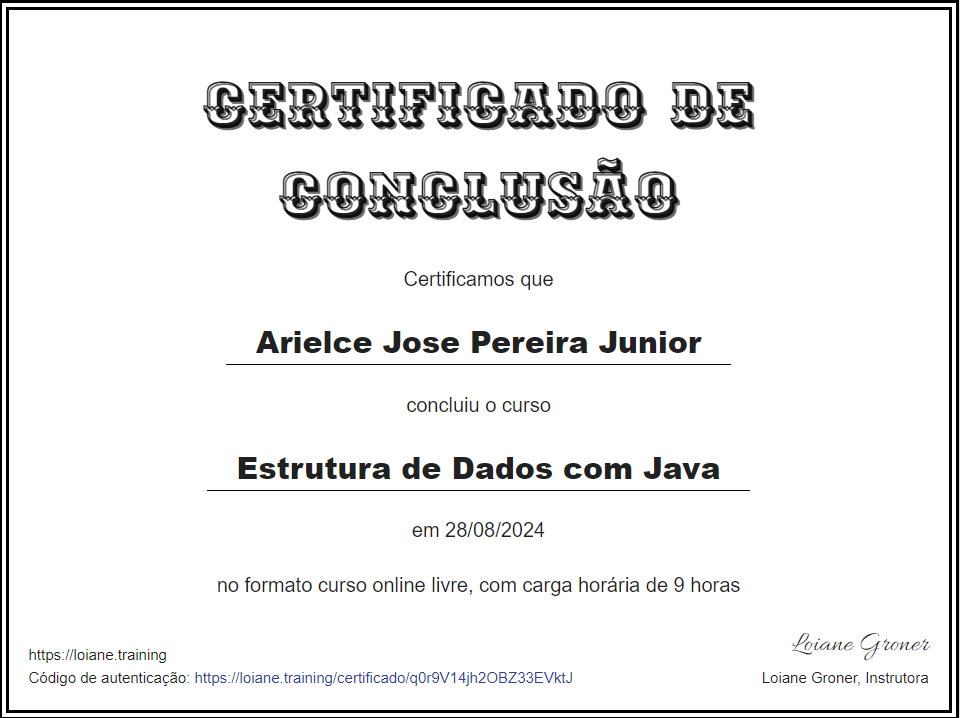 CERTIFICADO DE
CONCLUSÃO
Certificamos que
Arielce Jose Pereira Junior
concluiu o curso
Estrutura de Dados com Java
em 28/08/2024
no formato curso online livre, com carga horária de 9 horas
Loiane Groner
https://loiane.training
Código de autenticação: https://loiane.training/certificado/q0r9V14jh2OBZ33EVktJ
Loiane Groner, Instrutora